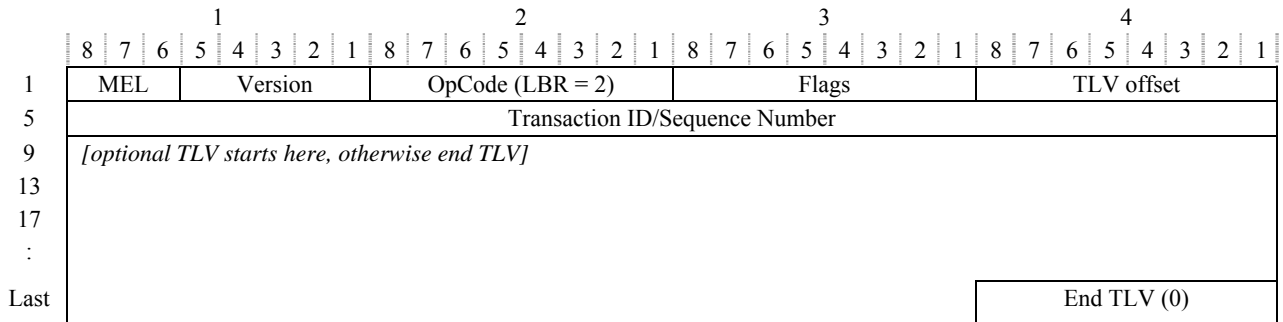 1 2 3 4
8 7 6 5 4 3 2 1 8 7 6 5 4 3 2 1 8 7 6 5 4 3 2 1 8 7 6 5 4 3 2 1
1 MEL Version OpCode (LBR = 2) Flags TLV offset
5 Transaction ID/Sequence Number
9 [optional TLV starts here, otherwise end TLV]
13
17
:
Last End TLV (0)